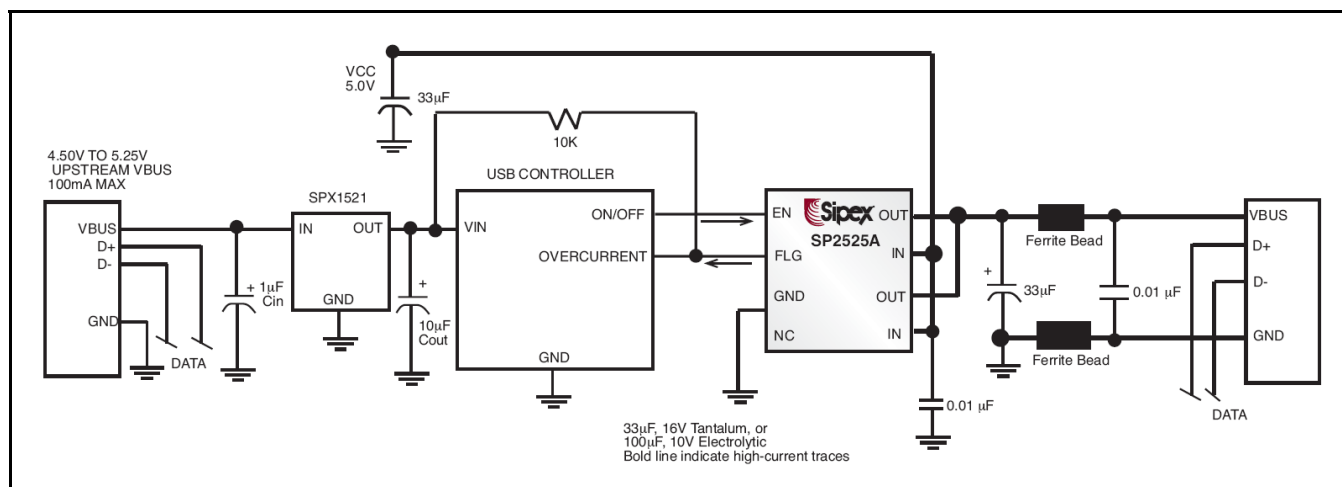 VCC
5.0V
33µF
10K
4.50V TO 5.25V
UPSTREAM VBUS
100mA MAX
VBUS
D+
D-
GND
DATA
+ 1µF
Cin
SPX1521
IN
OUT
GND
+
10µF
Cout
USB CONTROLLER
VIN
ON/OFF
OVERCURRENT
GND
Sipex
SP2525A
EN
FLG
GND
NC
OUT
IN
OUT
IN
0.01 µF
+
33µF
Ferrite Bead
Ferrite Bead
0.01 µF
VBUS
D+
D-
GND
DATA
33µF, 16V Tantalum, or
100µF, 10V Electrolytic
Bold line indicate high-current traces